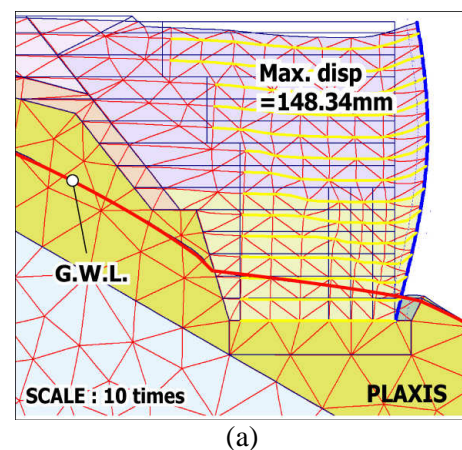 Max. disp
=148.34mm
G.W.L.
SCALE : 10 times
PLAXIS
(a)